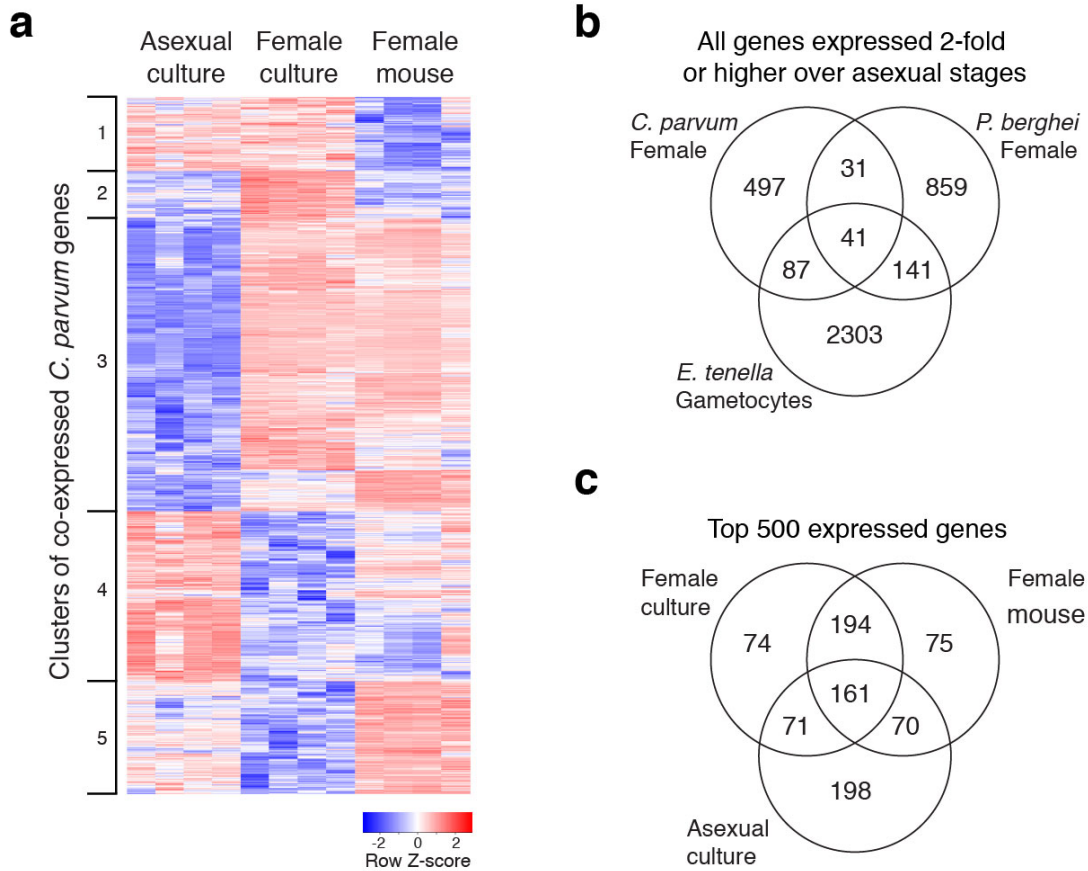 a
Asexual culture
Female culture
Female mouse
Clusters of co-expressed C. parvum genes
1
2
3
4
5
-2 0 2
Row Z-score
b
All genes expressed 2-fold
or higher over asexual stages
C. parvum
Female
P. berghei
Female
31
497
859
41
87
141
2303
E. tenella
Gametocytes
c
Top 500 expressed genes
Female
culture
Female
mouse
194
74
75
161
71
70
198
Asexual
culture